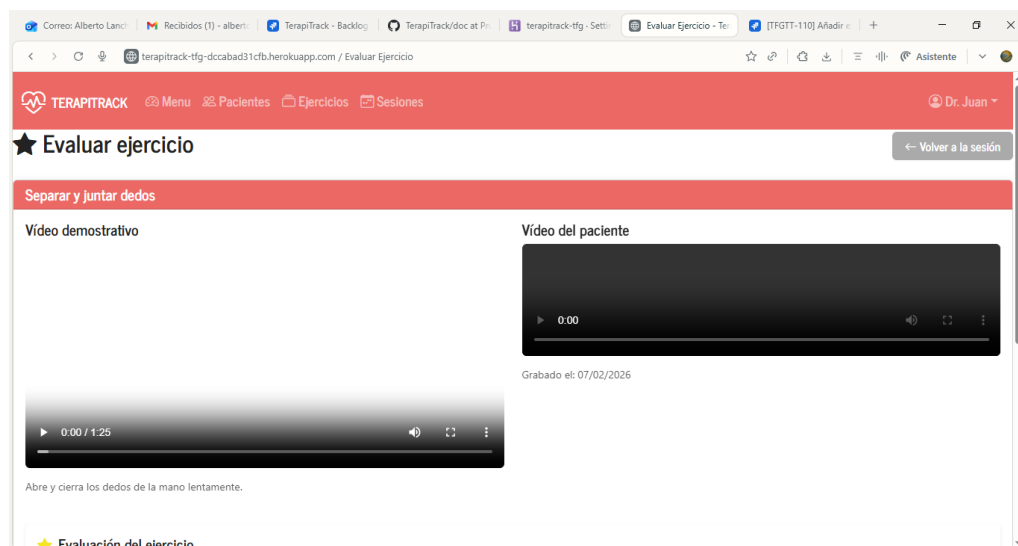 Correo: Alberto Lanch
Recibidos (1) - alberto
TerapiTrack - Backlog
TerapiTrack/doc at Pr
terapitrack-tfg · Settin
Evaluar Ejercicio - Ter
[TFGTT-110] Añadir e
terapitrack-tfg-dccabad31cfb.herokuapp.com / Evaluar Ejercicio
Asistente
TERAPITRACK Menu Pacientes Ejercicios Sesiones Dr. Juan
Evaluar ejercicio
← Volver a la sesión
Separar y juntar dedos
Vídeo demostrativo
Vídeo del paciente
0:00
Grabado el: 07/02/2026
0:00 / 1:25
Abre y cierra los dedos de la mano lentamente.
Evaluación del ejercicio